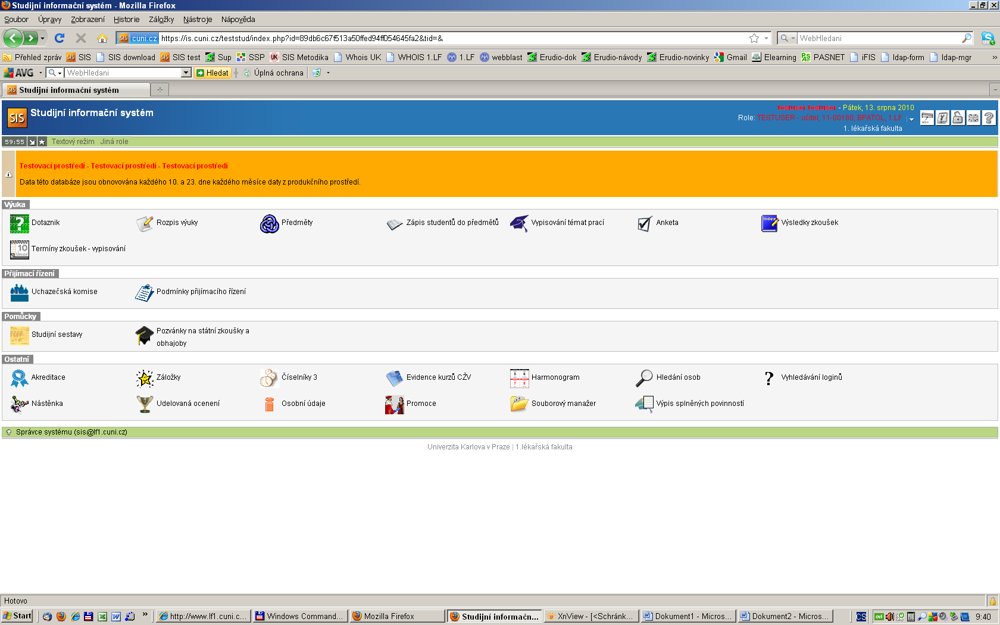 Studijní informační systém - Mozilla Firefox
Soubor Úpravy Zobrazení Historie Záložky Nástroje Nápověda
SIS cuni.cz https://is.cuni.cz/teststud/index.php?id=89db6c67f513a50ffed94ff054645fa2&tid=& WebHledani
Přehled zpráv SIS SIS download SIS test Sup SSP SIS Metodika Whois UK WHOIS 1.LF 1.LF webblast Erudio-dok Erudio-návody Erudio-novinky Gmail Elearning PASNET iFIS ldap-form ldap-mgr »
AVG WebHledani Hledat Úplná ochrana
Studijní informační systém
SIS Studijní informační systém
testuser testuser - Pátek, 13. srpna 2010
Role: TESTUSER - učitel, 11-00180, BPATOL, 1.LF
1. lékařská fakulta
59:55 Textový režim Jiná role
Testovací prostředí - Testovací prostředí - Testovací prostředí
Data této databáze jsou obnovována každého 10. a 23. dne každého měsíce daty z produkčního prostředí.
Výuka
Dotazník Rozpis výuky Předměty Zápis studentů do předmětů Vypisování témat prací Anketa Výsledky zkoušek
Termíny zkoušek - vypisování
Přijímací řízení
Uchazečská komise Podmínky přijímacího řízení
Pomůcky
Studijní sestavy Pozvánky na státní zkoušky a
obhajoby
Ostatní
Akreditace Záložky Číselníky 3 Evidence kurzů CŽV Harmonogram Hledání osob Vyhledávání loginů
Nástěnka Udelovaná ocenení Osobní údaje Promoce Souborový manažer Výpis splněných povinností
Správce systému (sis@lf1.cuni.cz)
Univerzita Karlova v Praze | 1.lékařská fakulta
Hotovo
Start » http://www.lf1.cuni.c... Windows Command... Mozilla Firefox Studijní informačn... XnView - [<Schránk... Dokument1 - Micros... Dokument2 - Micros... CS 9:40